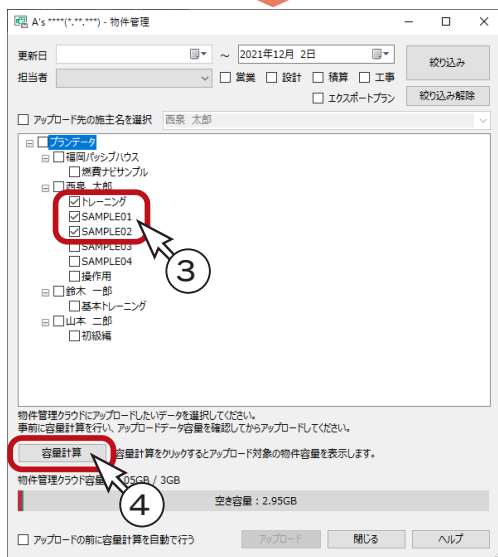 A's ****(*.**.***) - 物件管理
更新日 ～ 2021年12月 2日 絞り込み
担当者 営業 設計 積算 工事
エクスポートプラン 絞り込み解除
アップロード先の施主名を選択 西泉 太郎
プランデータ
福岡パッシブハウス
燃費ナビサンプル
西泉 太郎
トレーニング
SAMPLE01
SAMPLE02
SAMPLE03
SAMPLE04
操作用
鈴木 一郎
基本トレーニング
山本 二郎
初級編
3
物件管理クラウドにアップロードしたいデータを選択してください。
事前に容量計算を行い、アップロードデータ容量を確認してからアップロードしてください。
容量計算 容量計算をクリックするとアップロード対象の物件容量を表示します。
物件管理クラウド容量 05GB / 3GB
4
空き容量：2.95GB
アップロードの前に容量計算を自動で行う アップロード 閉じる ヘルプ